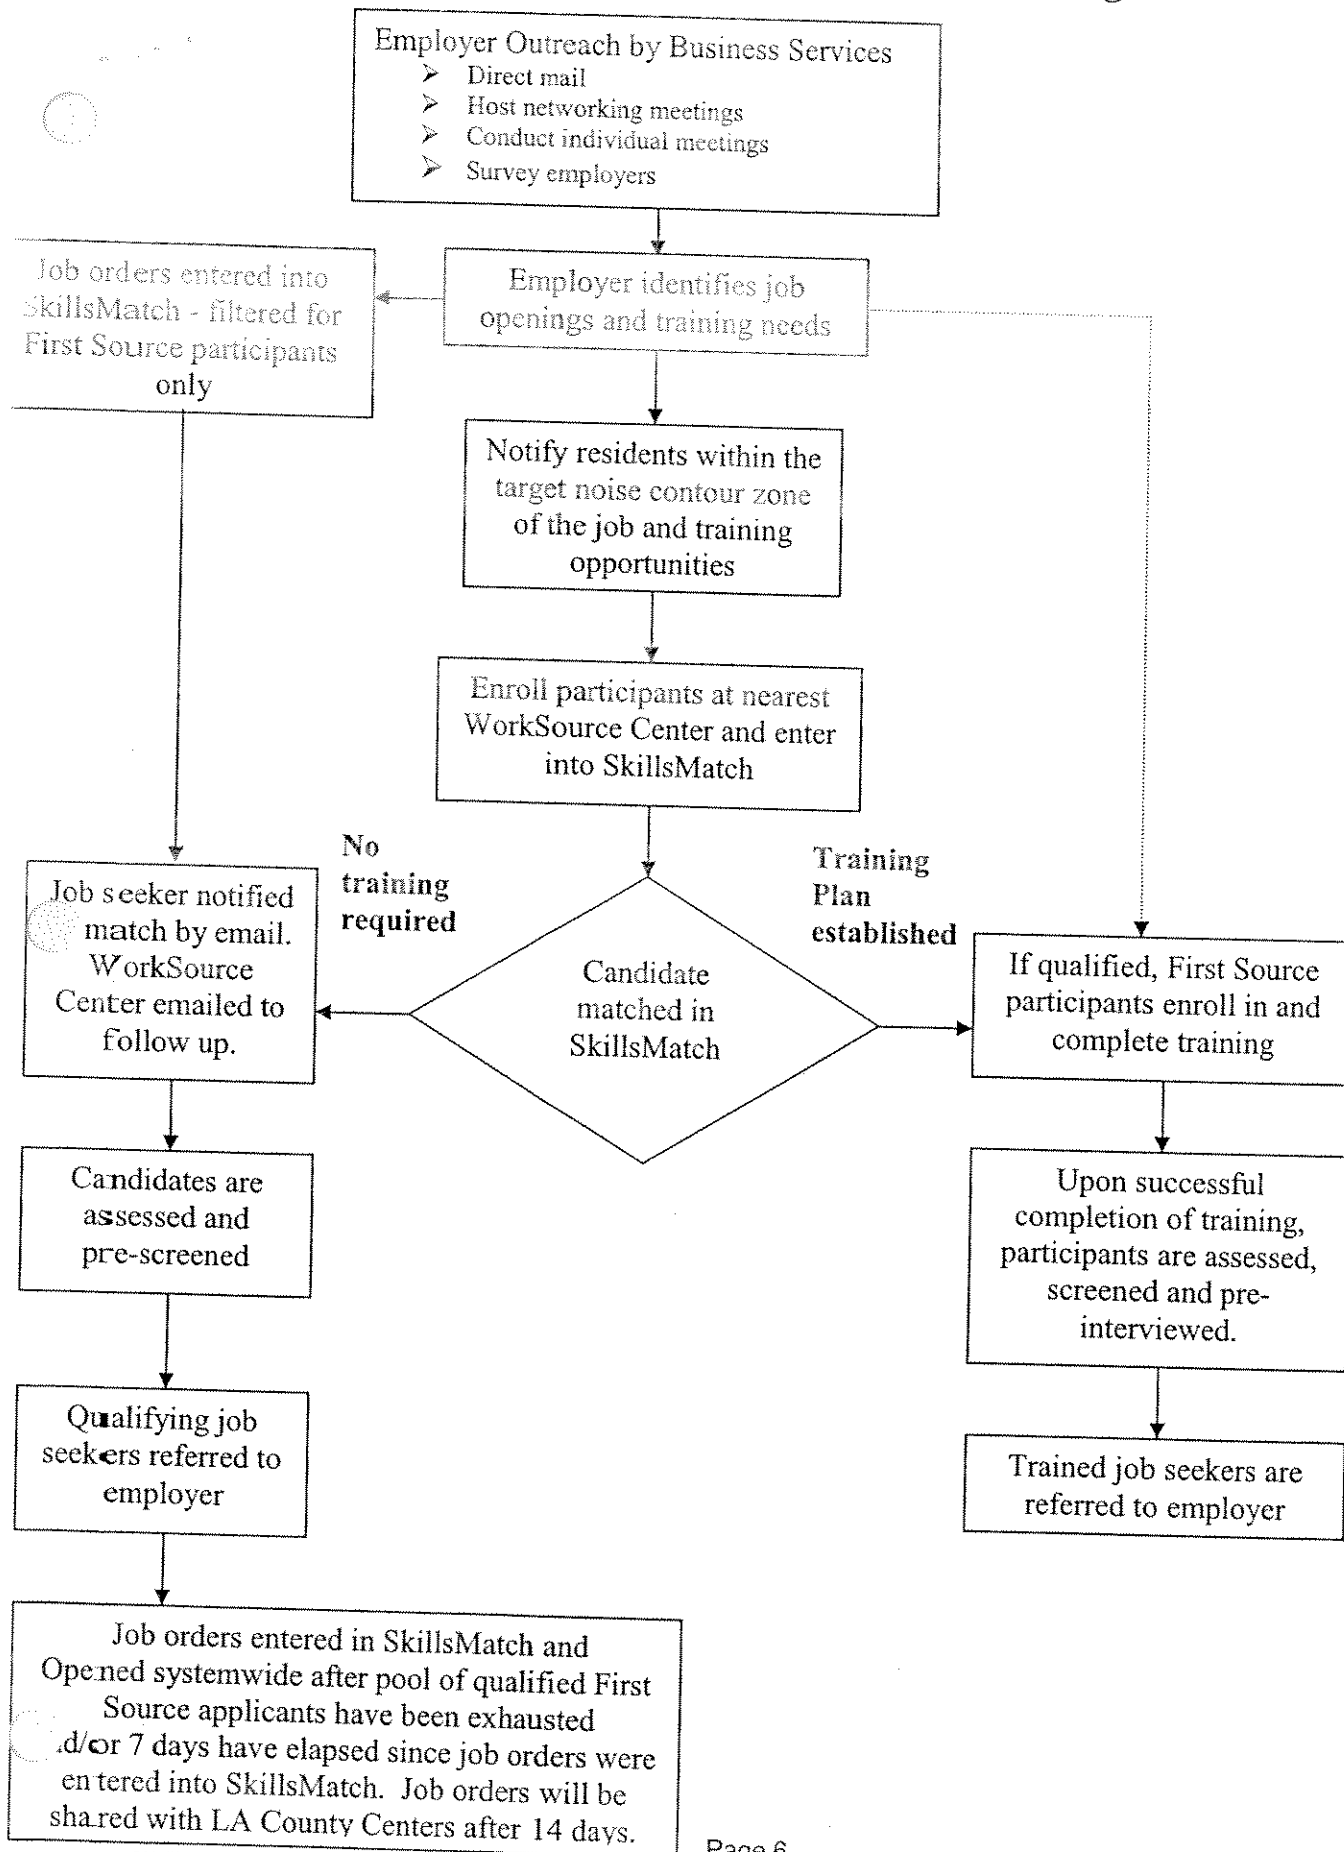 Employer Outreach by Business Services
➢ Direct mail
➢ Host networking meetings
➢ Conduct individual meetings
➢ Survey employers
Job orders entered into
SkillsMatch - filtered for
First Source participants
only
Employer identifies job
openings and training needs
Notify residents within the
target noise contour zone
of the job and training
opportunities
Enroll participants at nearest
WorkSource Center and enter
into SkillsMatch
No
training
required
Training
Plan
established
Job seeker notified
match by email.
WorkSource
Center emailed to
follow up.
Candidate
matched in
SkillsMatch
If qualified, First Source
participants enroll in and
complete training
Candidates are
assessed and
pre-screened
Upon successful
completion of training,
participants are assessed,
screened and pre-
interviewed.
Qualifying job
seekers referred to
employer
Trained job seekers are
referred to employer
Job orders entered in SkillsMatch and
Opened systemwide after pool of qualified First
Source applicants have been exhausted
d/or 7 days have elapsed since job orders were
entered into SkillsMatch. Job orders will be
shared with LA County Centers after 14 days.
Page 6